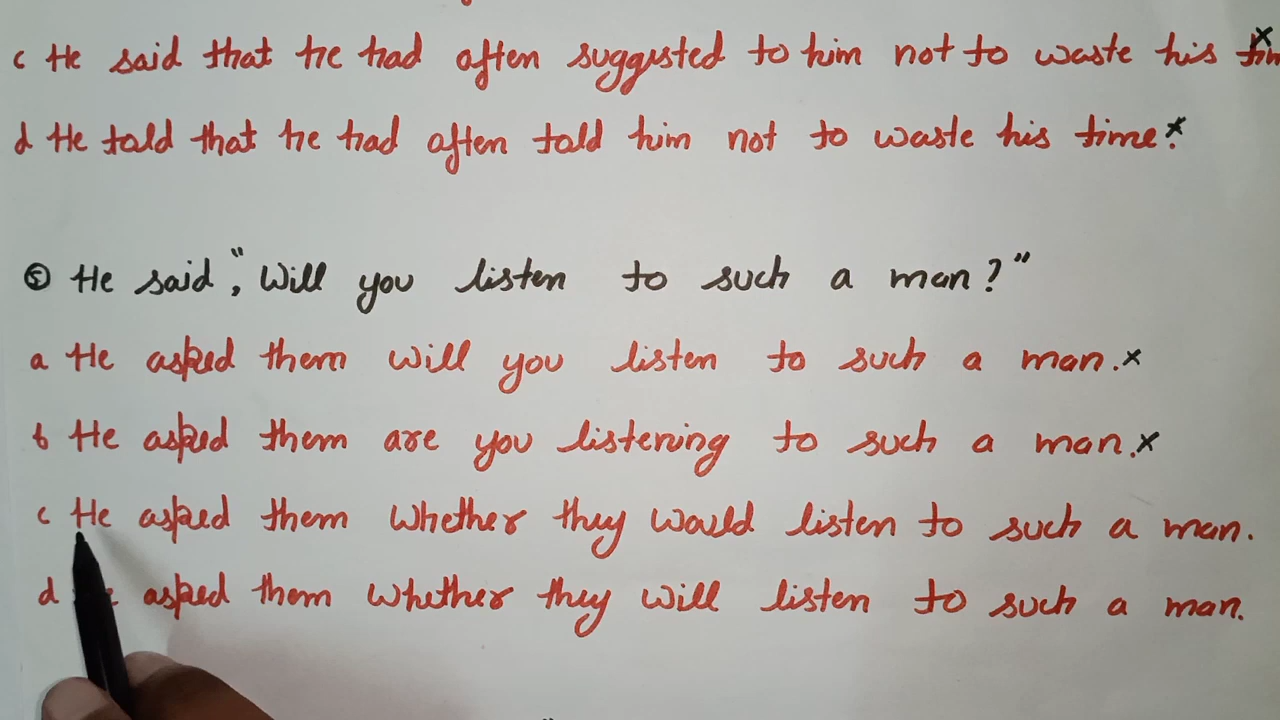 c He said that he had often suggested to him not to waste his
d He told that he had often told him not to waste his time. x
⑤ He said, "Will you listen to such a man?"
a He asked them will you listen to such a man. x
b He asked them are you listening to such a man. x
c He asked them whether they would listen to such a man.
d asked them whether they will listen to such a man.